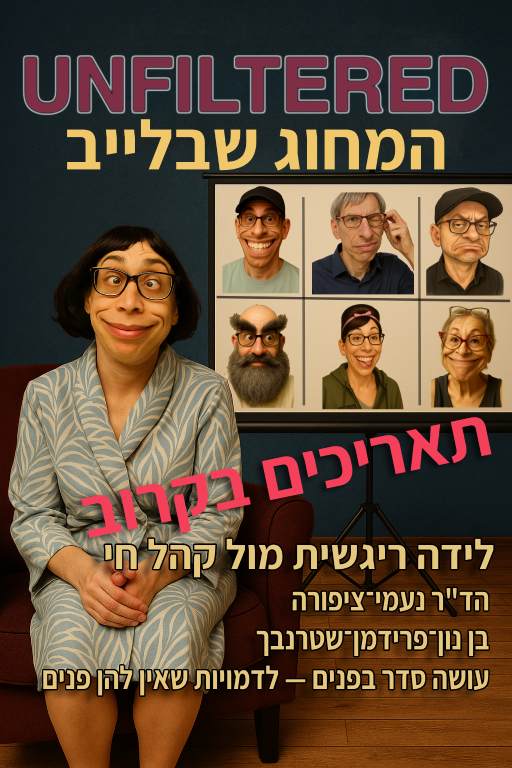 UNFILTERED
המחוג שבלייב
תאריכים בקרוב
לידה ריגשית מול קהל חי
הד"ר נעמי־ציפורה
בן נון־פרידמן־שטרנבך
עושה סדר בפנים — לדמויות שאין להן פנים